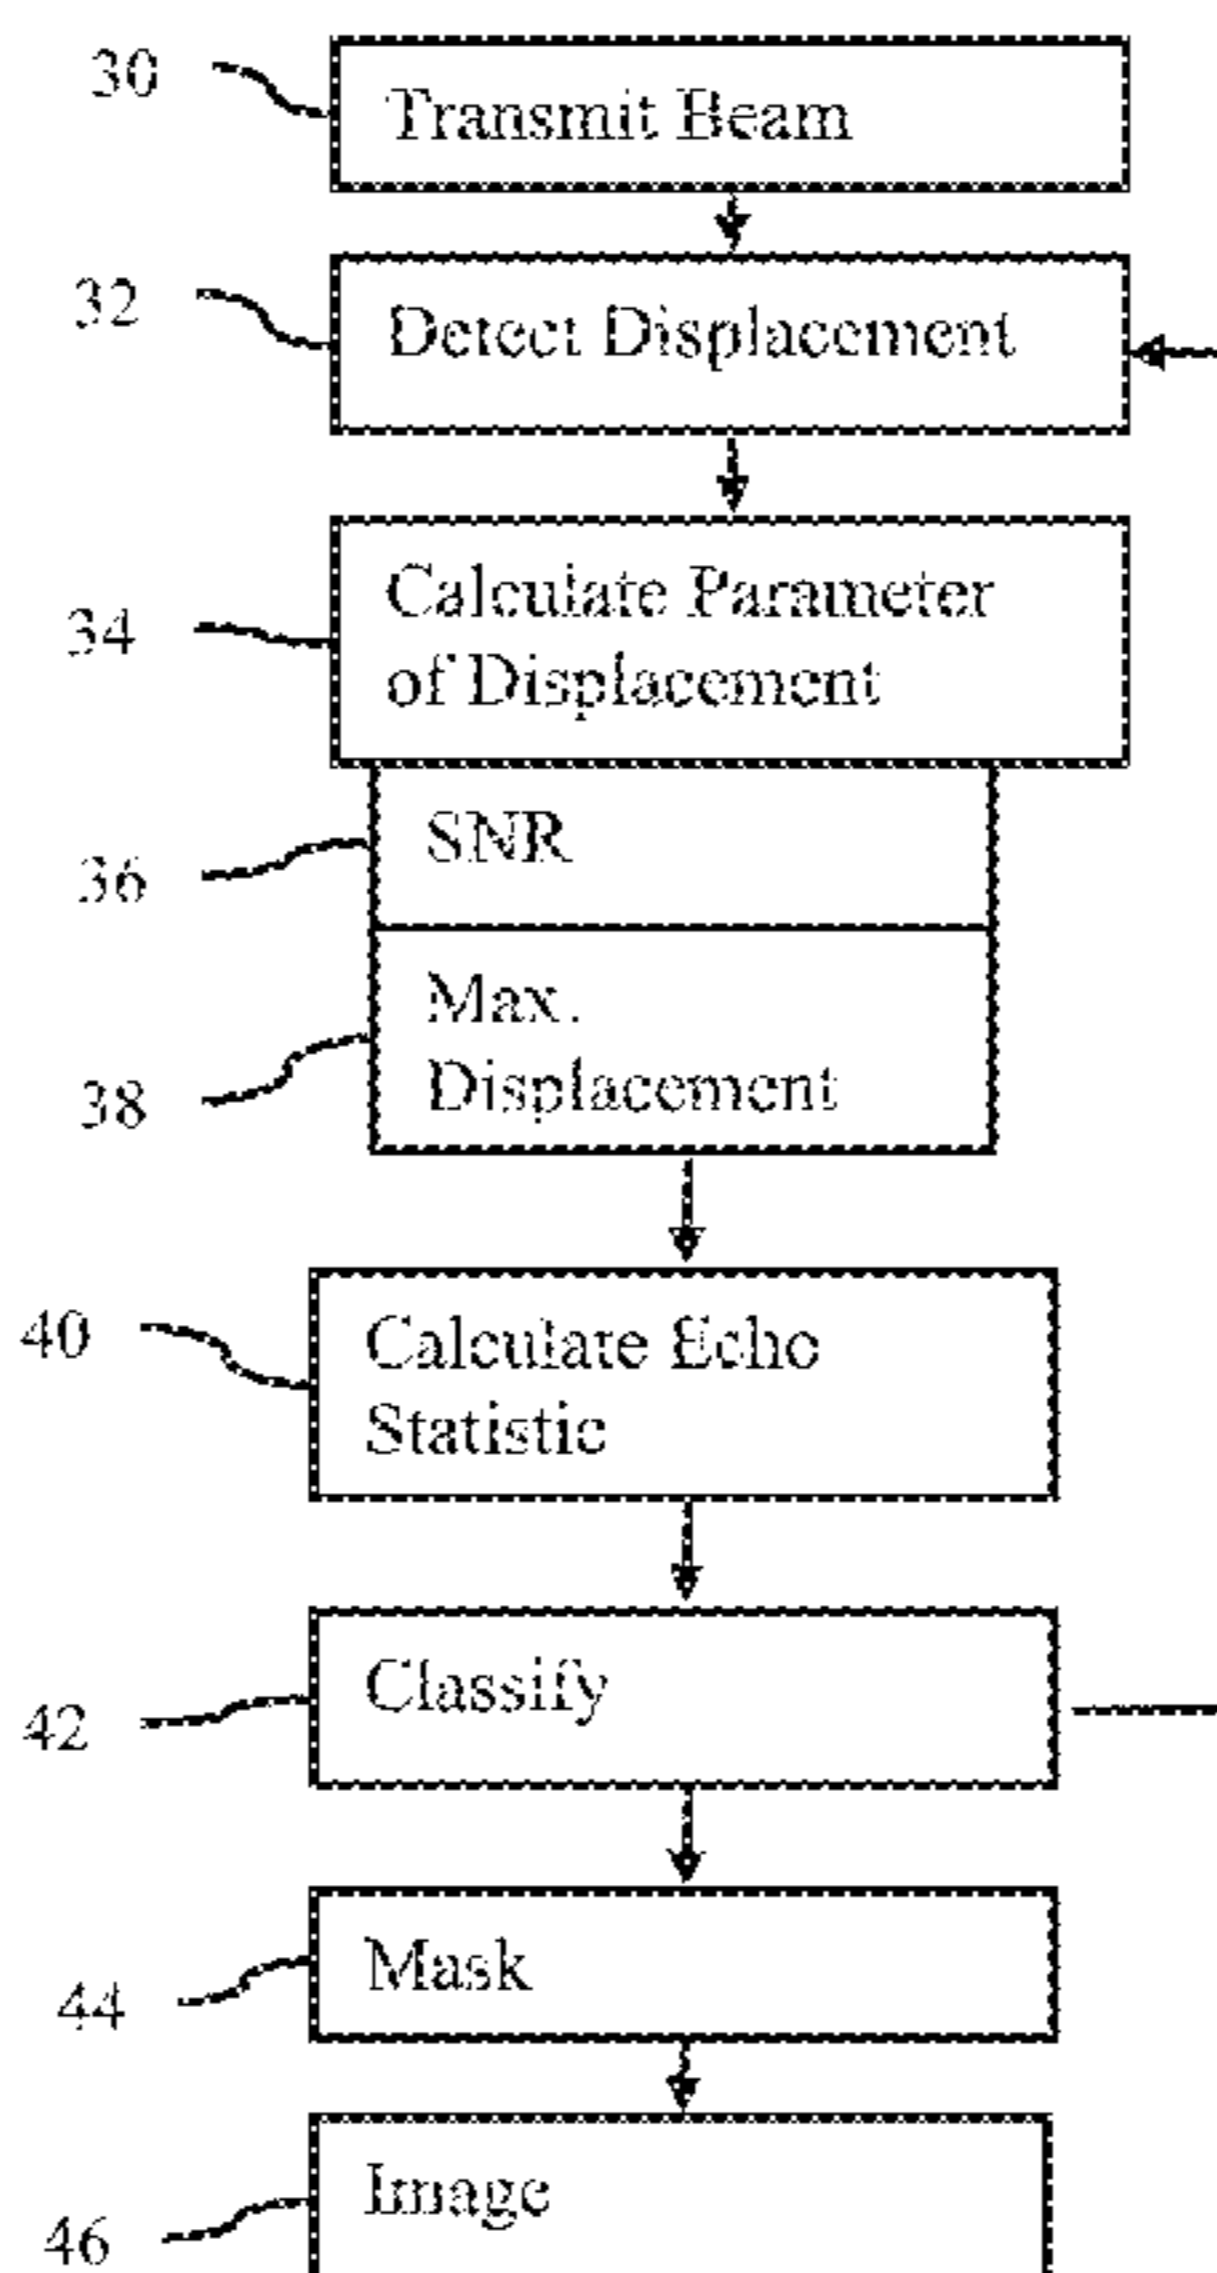 30
Transmit Beam
32
Detect Displacement
34
Calculate Parameter
of Displacement
36
SNR
38
Max.
Displacement
40
Calculate Echo
Statistic
42
Classify
44
Mask
46
Image